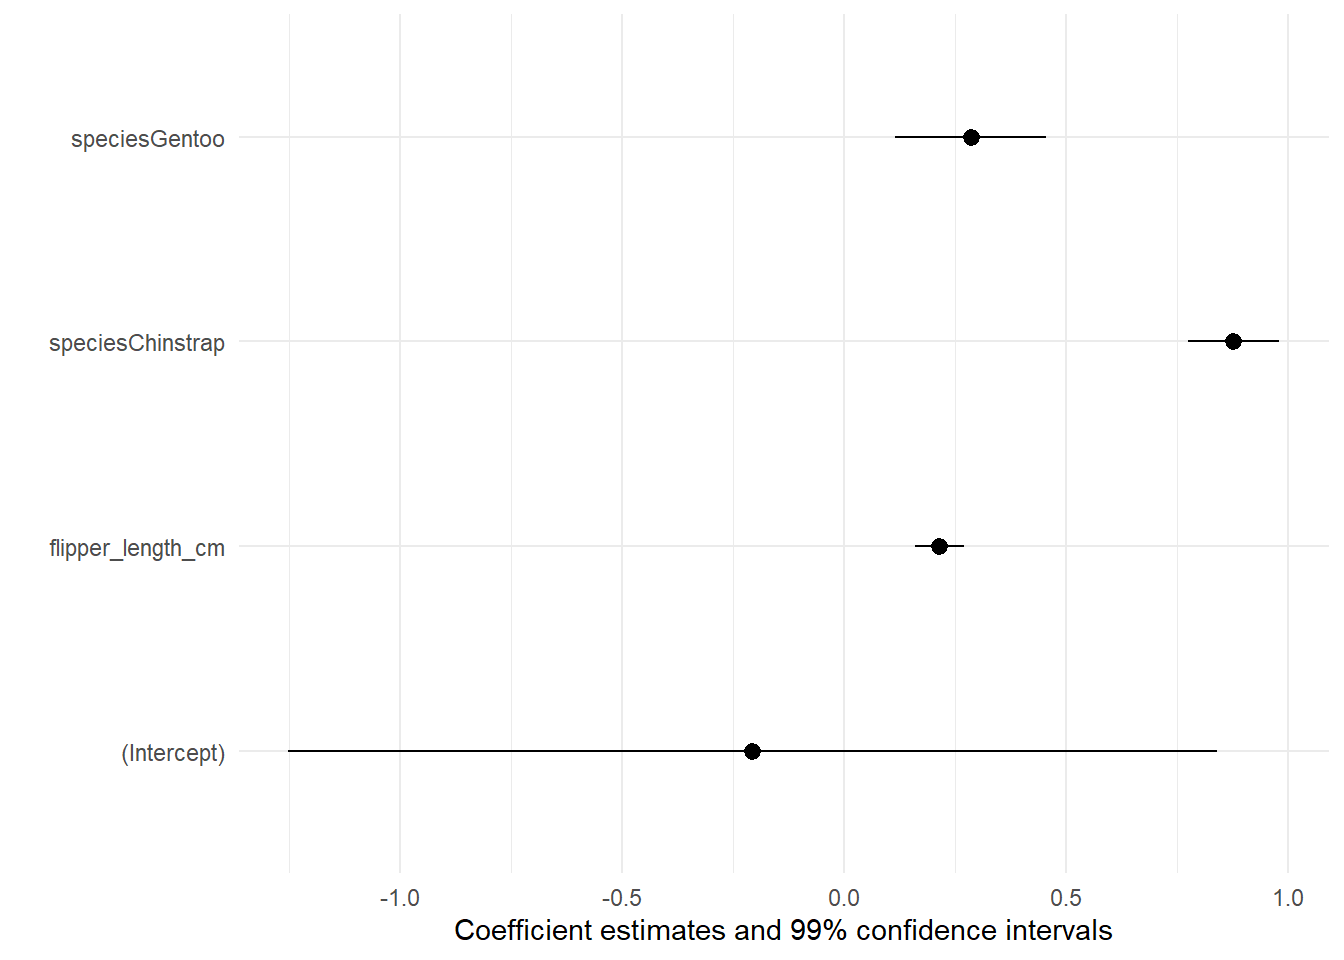 speciesGentoo
speciesChinstrap
flipper_length_cm
(Intercept)
-1.0 -0.5 0.0 0.5 1.0
Coefficient estimates and 99% confidence intervals